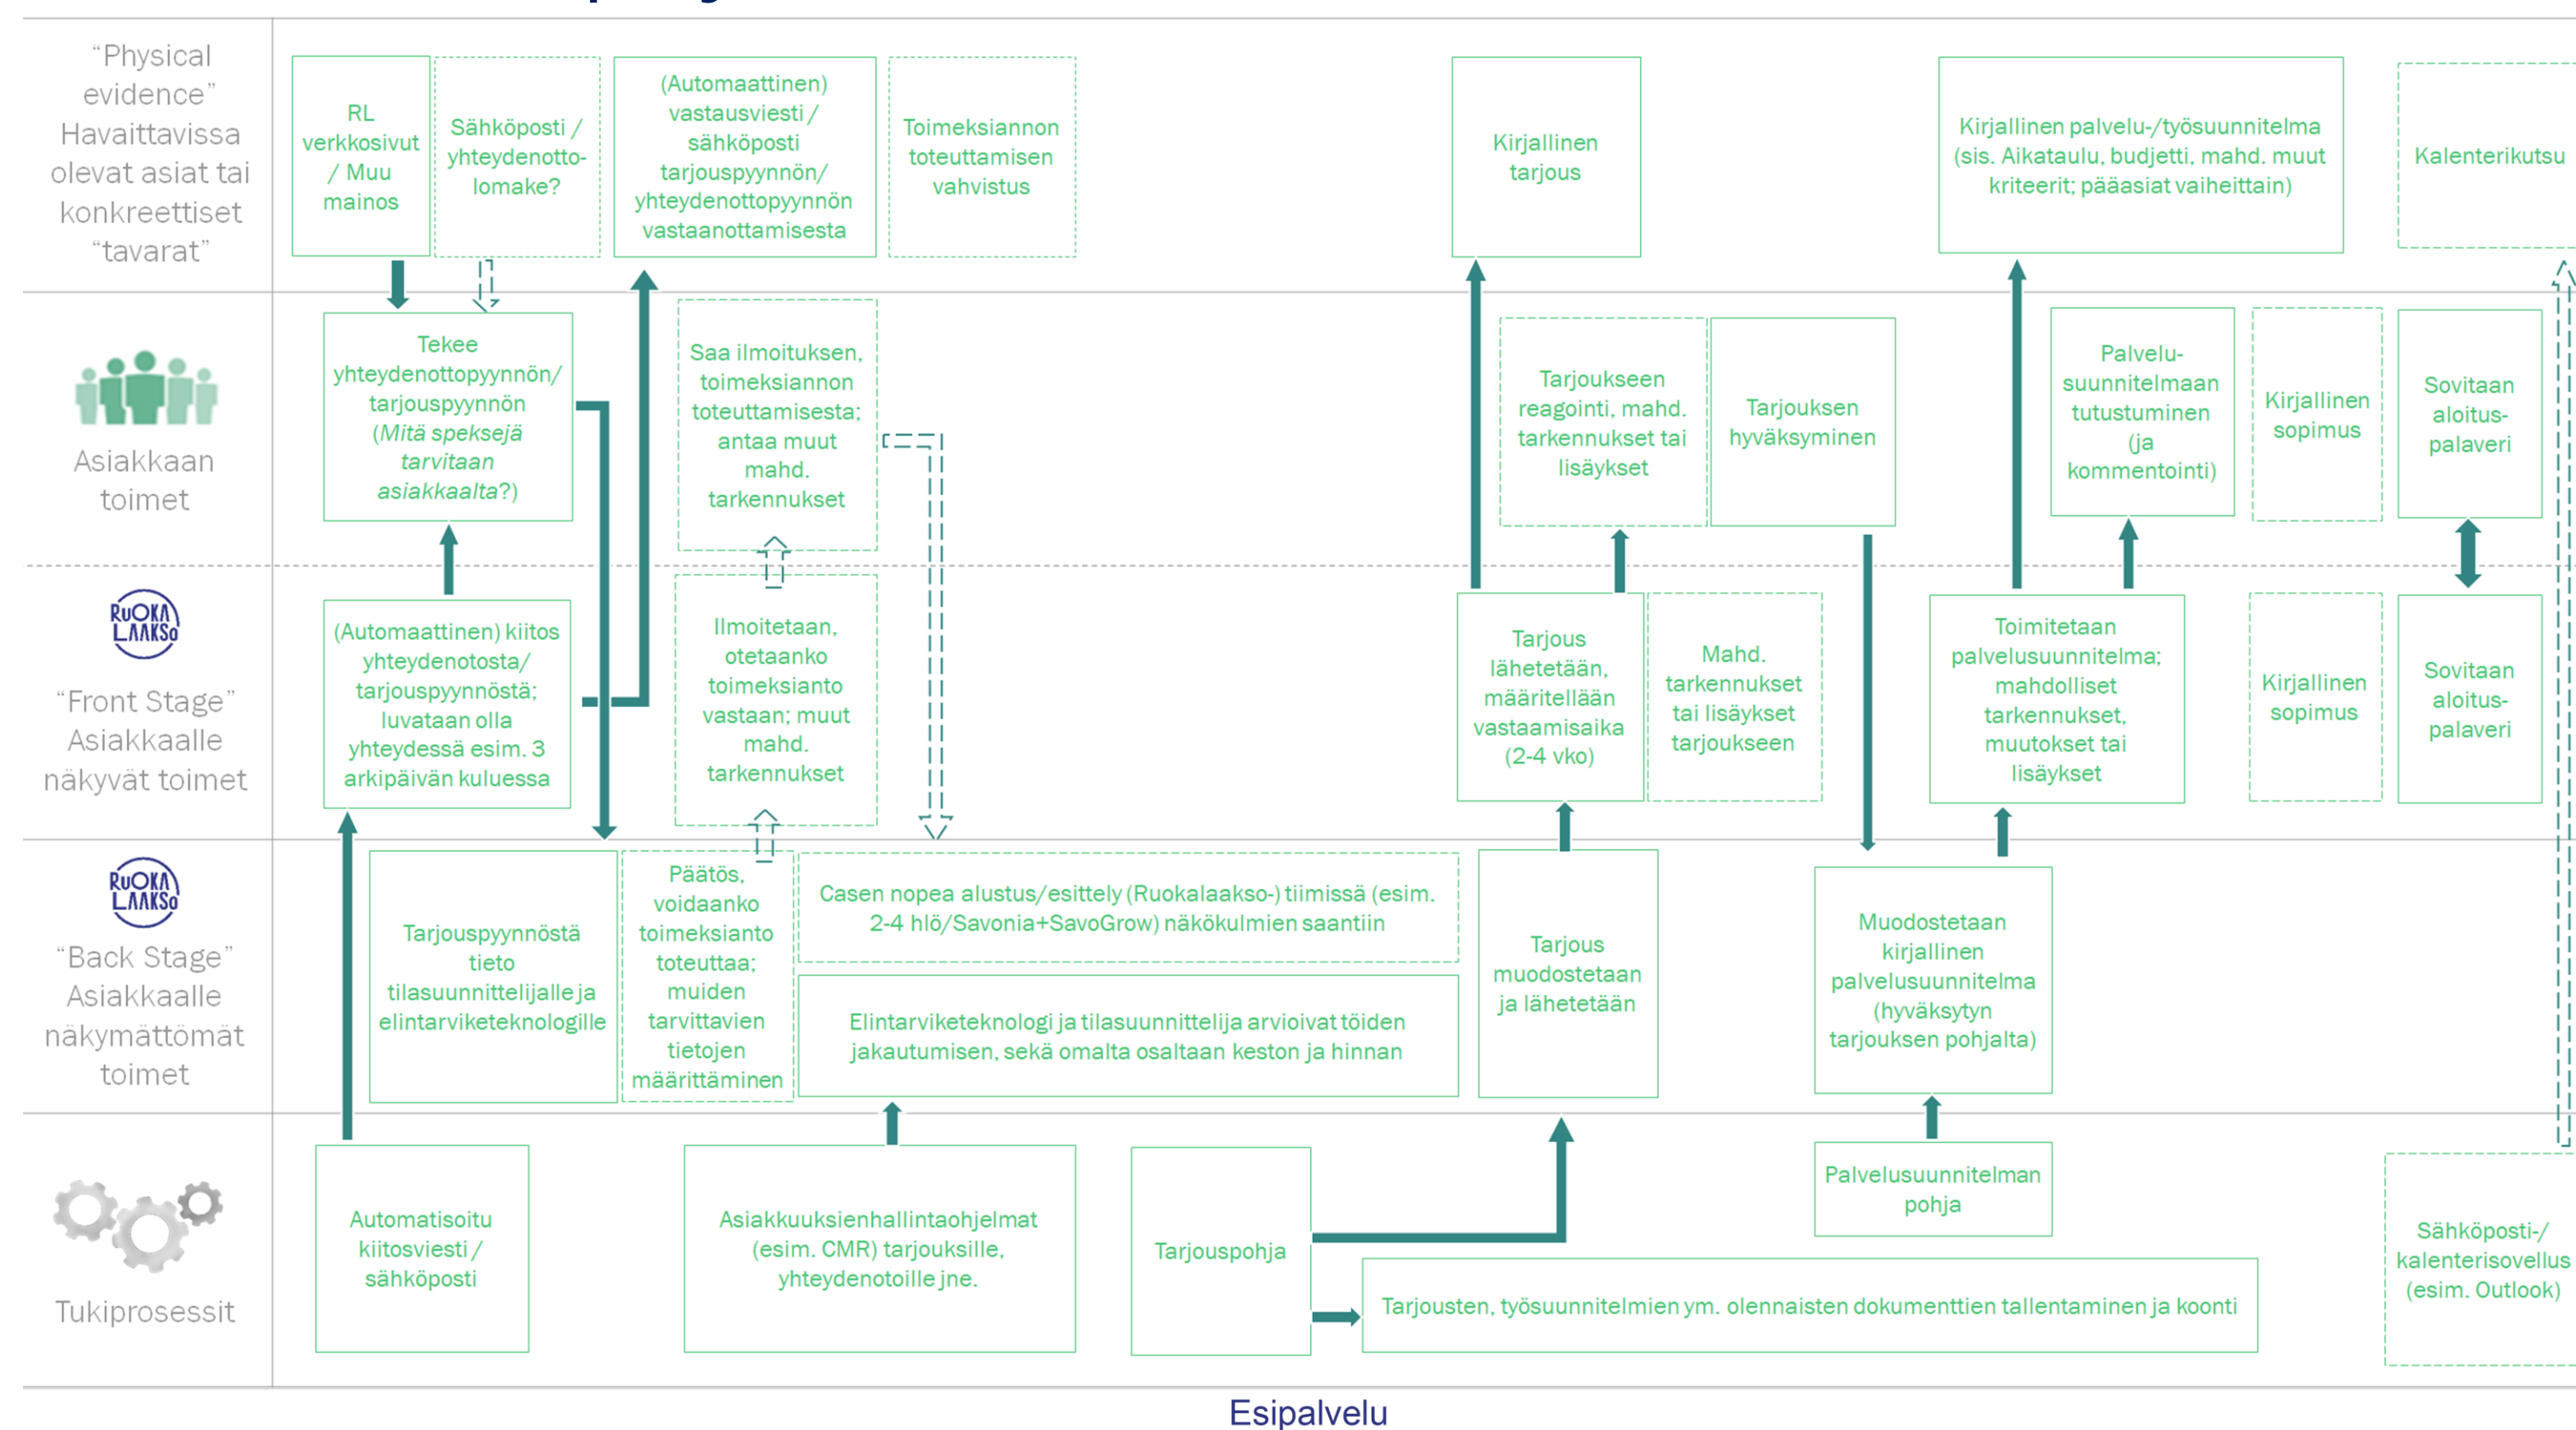 “Physical
evidence”
Havaittavissa
olevat asiat tai
konkreettiset
“tavarat”
RL
verkkosivut
/ Muu
mainos
Sähköposti /
yhteydenotto-
lomake?
(Automaattinen)
vastausviesti /
sähköposti
tarjouspyynnön/
yhteydenottopyynnön
vastaanottamisesta
Toimeksiannon
toteuttamisen
vahvistus
Kirjallinen
tarjous
Kirjallinen palvelu-/työsuunnitelma
(sis. Aikataulu, budjetti, mahd. muut
kriteerit; pääasiat vaiheittain)
Kalenterikutsu
Asiakkaan
toimet
Tekee
yhteydenottopyynnön/
tarjouspyynnön
(Mitä speksejä
tarvitaan
asiakkaalta?)
Saa ilmoituksen,
toimeksiannon
toteuttamisesta;
antaa muut
mahd.
tarkennukset
Tarjoukseen
reagointi, mahd.
tarkennukset tai
lisäykset
Tarjouksen
hyväksyminen
Palvelu-
suunnitelmaan
tutustuminen
(ja
kommentointi)
Kirjallinen
sopimus
Sovitaan
aloitus-
palaveri
RUOKA
LAAKSO
“Front Stage”
Asiakkaalle
näkyvät toimet
(Automaattinen) kiitos
yhteydenotosta/
tarjouspyynnöstä;
luvataan olla
yhteydessä esim. 3
arkipäivän kuluessa
Ilmoitetaan,
otetaanko
toimeksianto
vastaan; muut
mahd.
tarkennukset
Tarjous
lähetetään,
määritellään
vastaamisaika
(2-4 vko)
Mahd.
tarkennukset
tai lisäykset
tarjoukseen
Toimitetaan
palvelusuunnitelma;
mahdolliset
tarkennukset,
muutokset tai
lisäykset
Kirjallinen
sopimus
Sovitaan
aloitus-
palaveri
RUOKA
LAAKSO
“Back Stage”
Asiakkaalle
näkymättömät
toimet
Tarjouspyynnöstä
tieto
tilasuunnittelijalle ja
elintarviketeknologille
Päätös,
voidaanko
toimeksianto
toteuttaa;
muiden
tarvittavien
tietojen
määrittäminen
Casen nopea alustus/esittely (Ruokalaakso-) tiimissä (esim.
2-4 hlö/Savonia+SavoGrow) näkökulmien saantiin
Elintarviketeknologi ja tilasuunnittelija arvioivat töiden
jakautumisen, sekä omalta osaltaan keston ja hinnan
Tarjous
muodostetaan
ja lähetetään
Muodostetaan
kirjallinen
palvelusuunnitelma
(hyväksytyn
tarjouksen pohjalta)
Tukiprosessit
Automatisoitu
kiitosviesti /
sähköposti
Asiakkuuksienhallintaohjelmat
(esim. CMR) tarjouksille,
yhteydenotoille jne.
Tarjouspohja
Palvelusuunnitelman
pohja
Tarjousten, työsuunnitelmien ym. olennaisten dokumenttien tallentaminen ja koonti
Sähköposti-/
kalenterisovellus
(esim. Outlook)
Esipalvelu